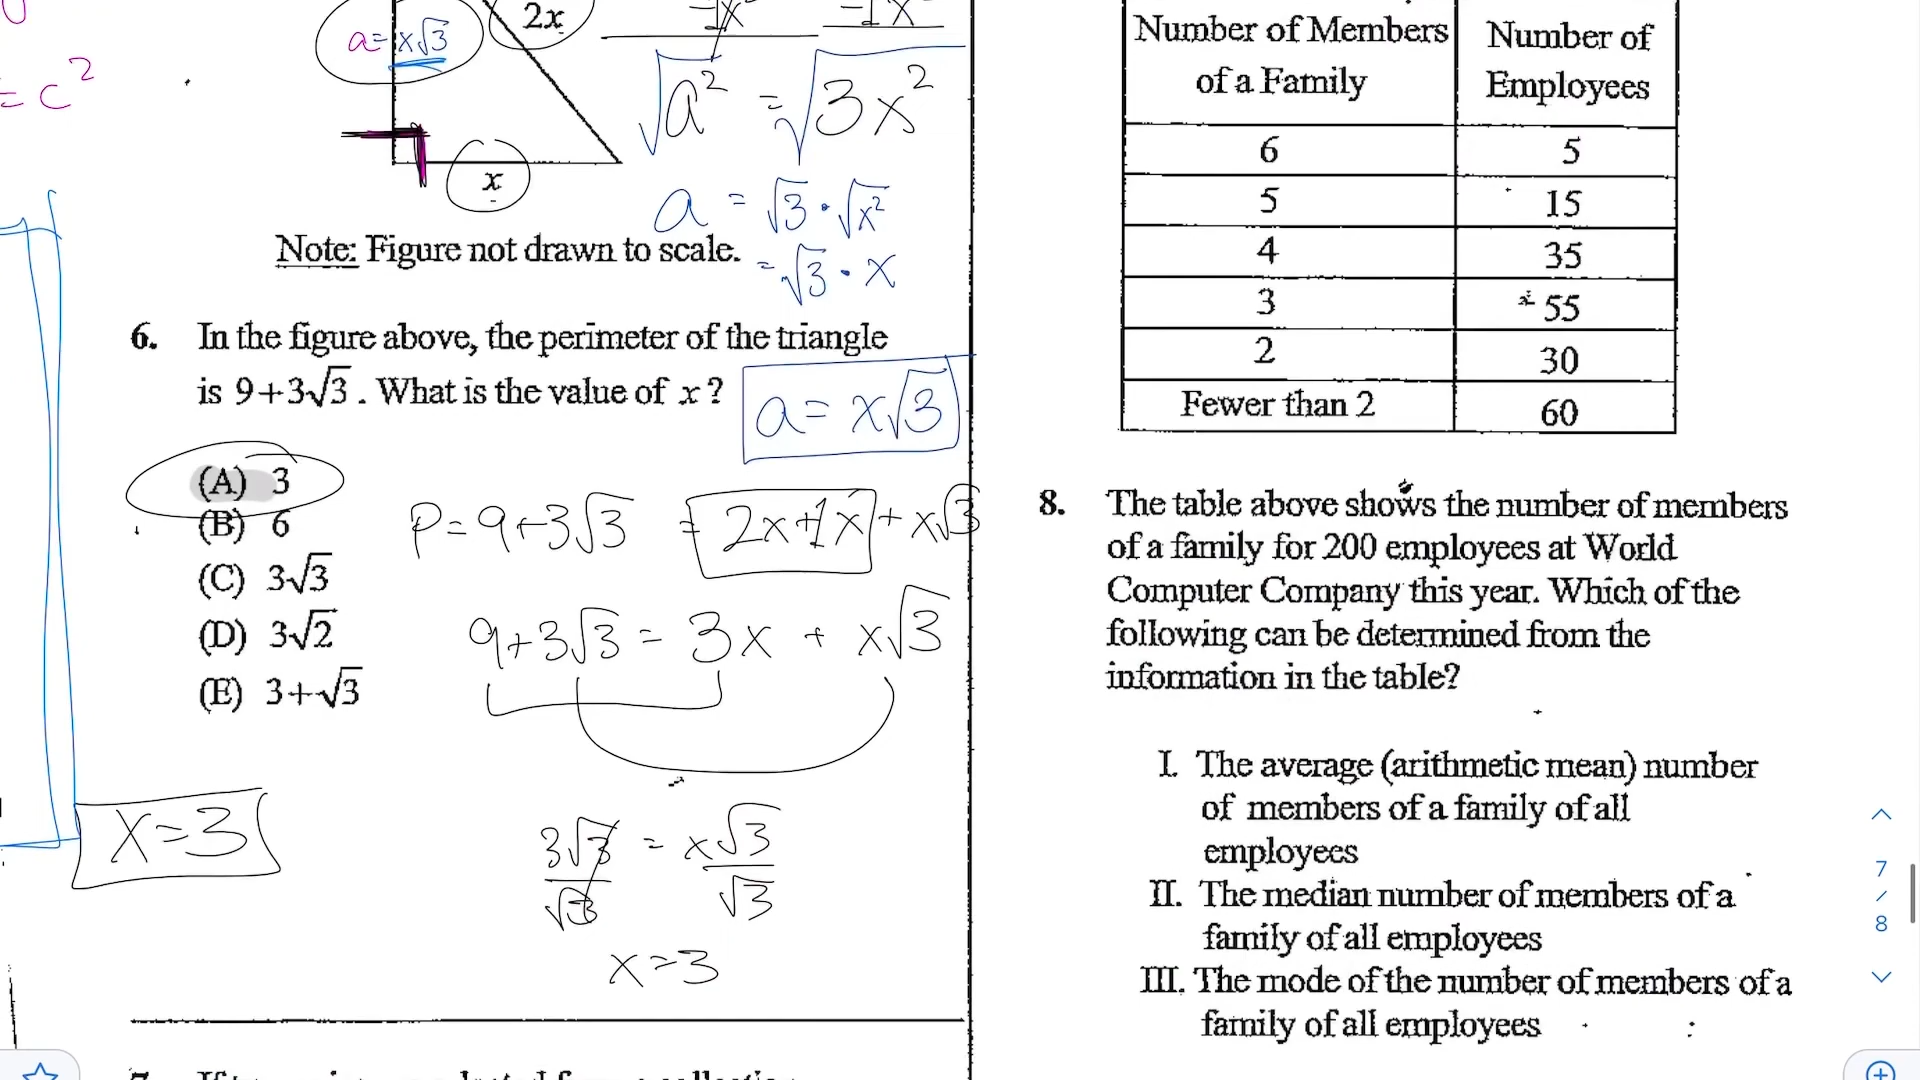 = c²
a = x√3
2x
x
√a² = √3x²
a = √3 · √x²
= √3 · x
Note: Figure not drawn to scale.
6. In the figure above, the perimeter of the triangle
is 9+3√3. What is the value of x?
a = x√3
(A) 3
(B) 6
(C) 3√3
(D) 3√2
(E) 3+√3
P = 9+3√3 = 2x+1x + x√3
9+3√3 = 3x + x√3
3√3/√3 = x√3/√3
x=3
X=3
Number of Members of a Family | Number of Employees
6 5
5 15
4 35
3 55
2 30
Fewer than 2 60
8. The table above shows the number of members
of a family for 200 employees at World
Computer Company this year. Which of the
following can be determined from the
information in the table?
I. The average (arithmetic mean) number
of members of a family of all
employees
II. The median number of members of a
family of all employees
III. The mode of the number of members of a
family of all employees
7
/
8